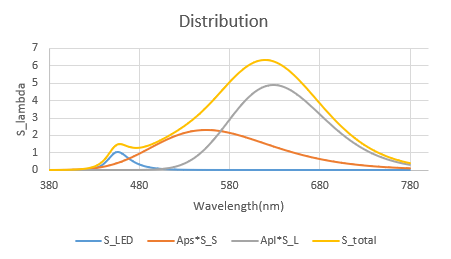 Distribution
7
6
5
4
3
2
1
0
S_lambda
380 480 580 680 780
Wavelength(nm)
S_LED Aps*S_S Apl*S_L S_total